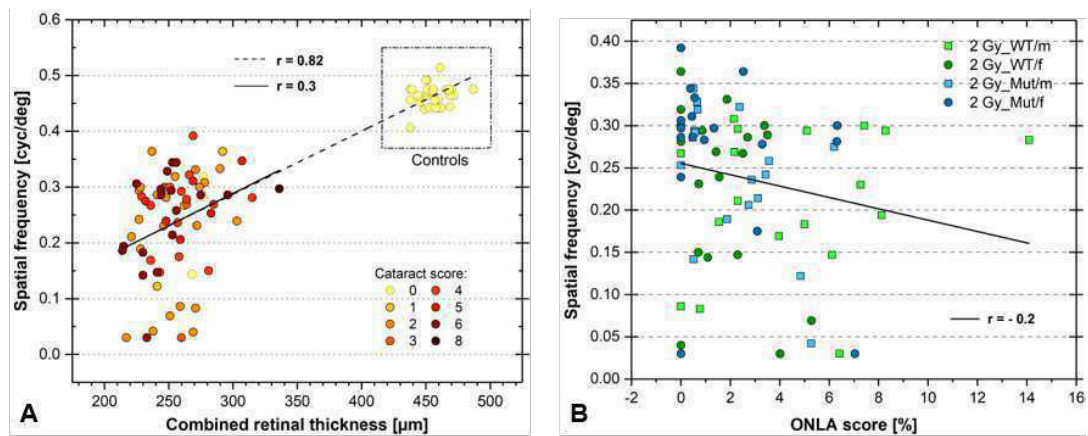 r = 0.82
r = 0.3
Controls
Cataract score:
0 4
1 5
2 6
3 8
Spatial frequency [cyc/deg]
0.6
0.5
0.4
0.3
0.2
0.1
0.0
200 250 300 350 400 450 500
Combined retinal thickness [µm]
A
2 Gy_WT/m
2 Gy_WT/f
2 Gy_Mut/m
2 Gy_Mut/f
r = - 0.2
Spatial frequency [cyc/deg]
0.40
0.35
0.30
0.25
0.20
0.15
0.10
0.05
0.00
-2 0 2 4 6 8 10 12 14 16
ONLA score [%]
B